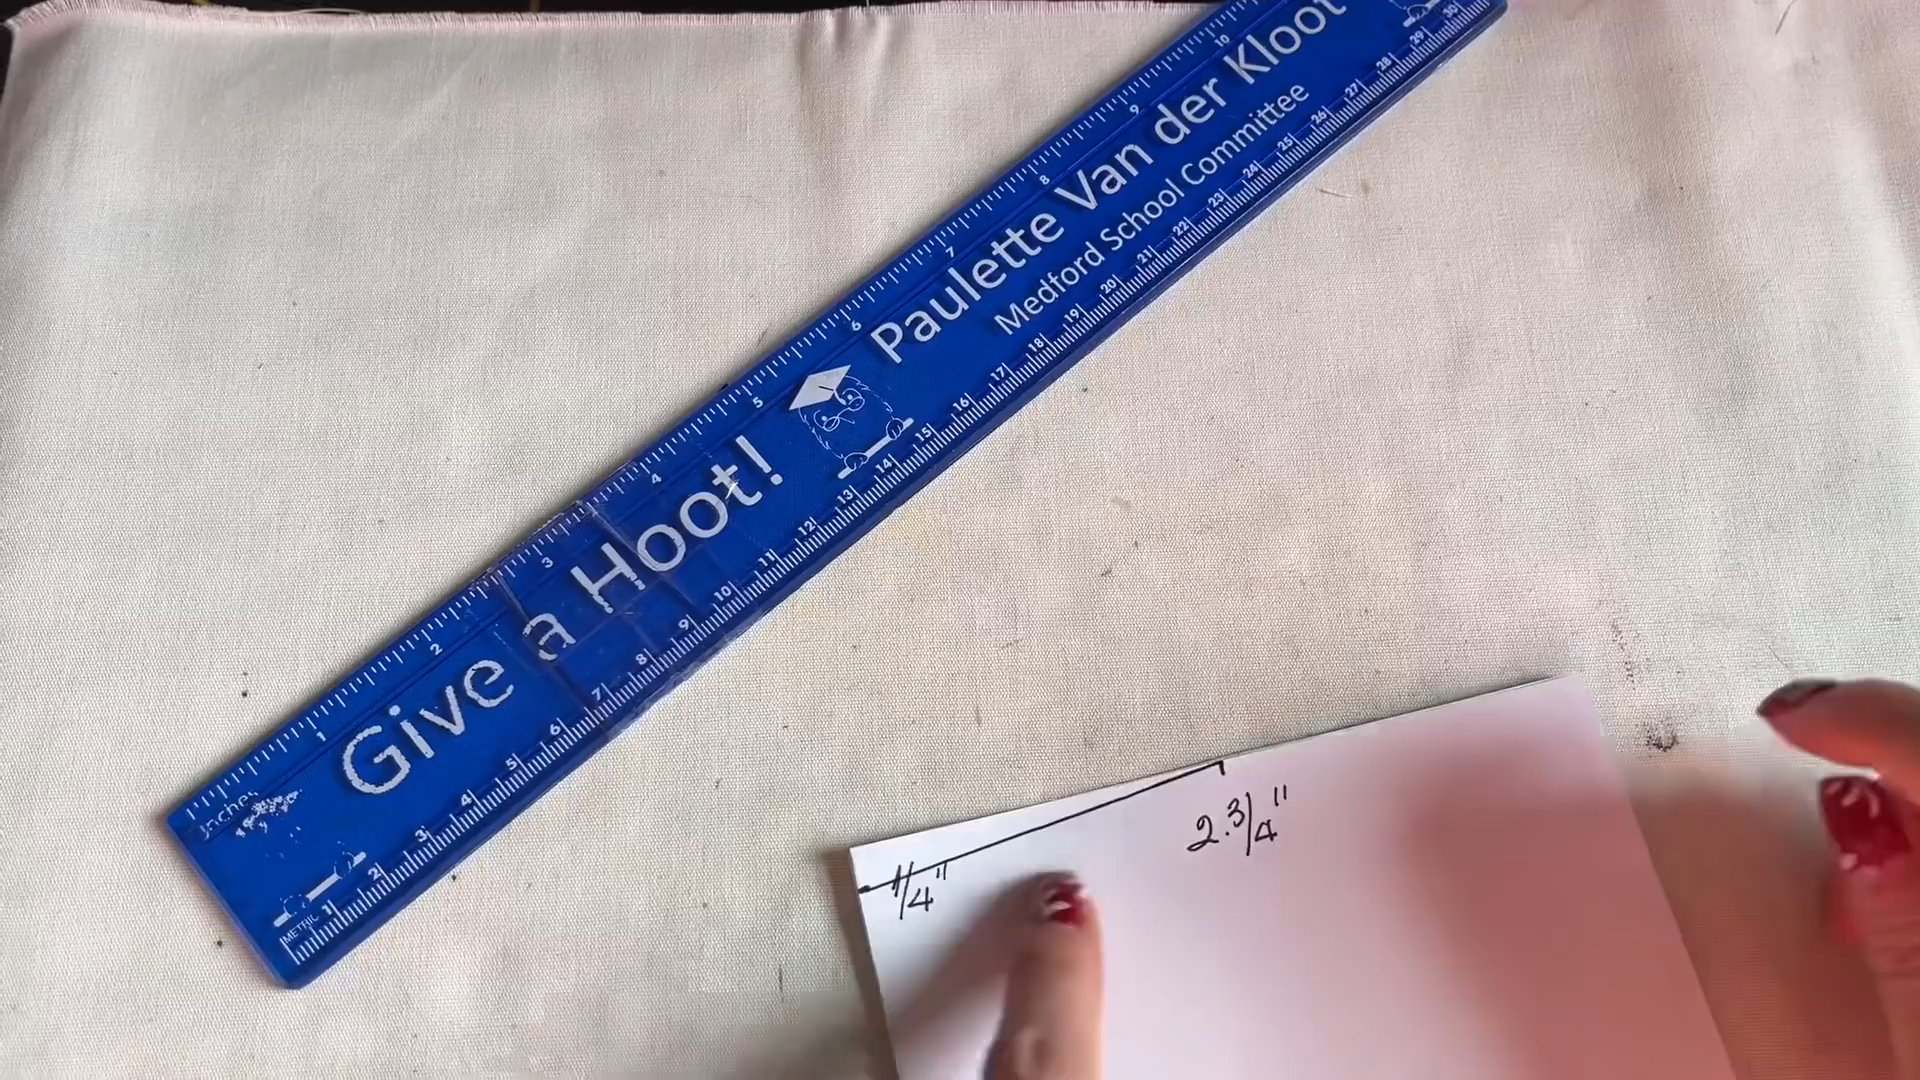 Give a Hoot!
Paulette Van der Kloot
Medford School Committee
Inches
1 2 3 4 5 6 7 8 9 10
METRIC 1 2 3 4 5 6 7 8 9 10 11 12 13 14 15 16 17 18 19 20 21 22 23 24 25 26 27 28 29 30
1/4"
2.3/4"